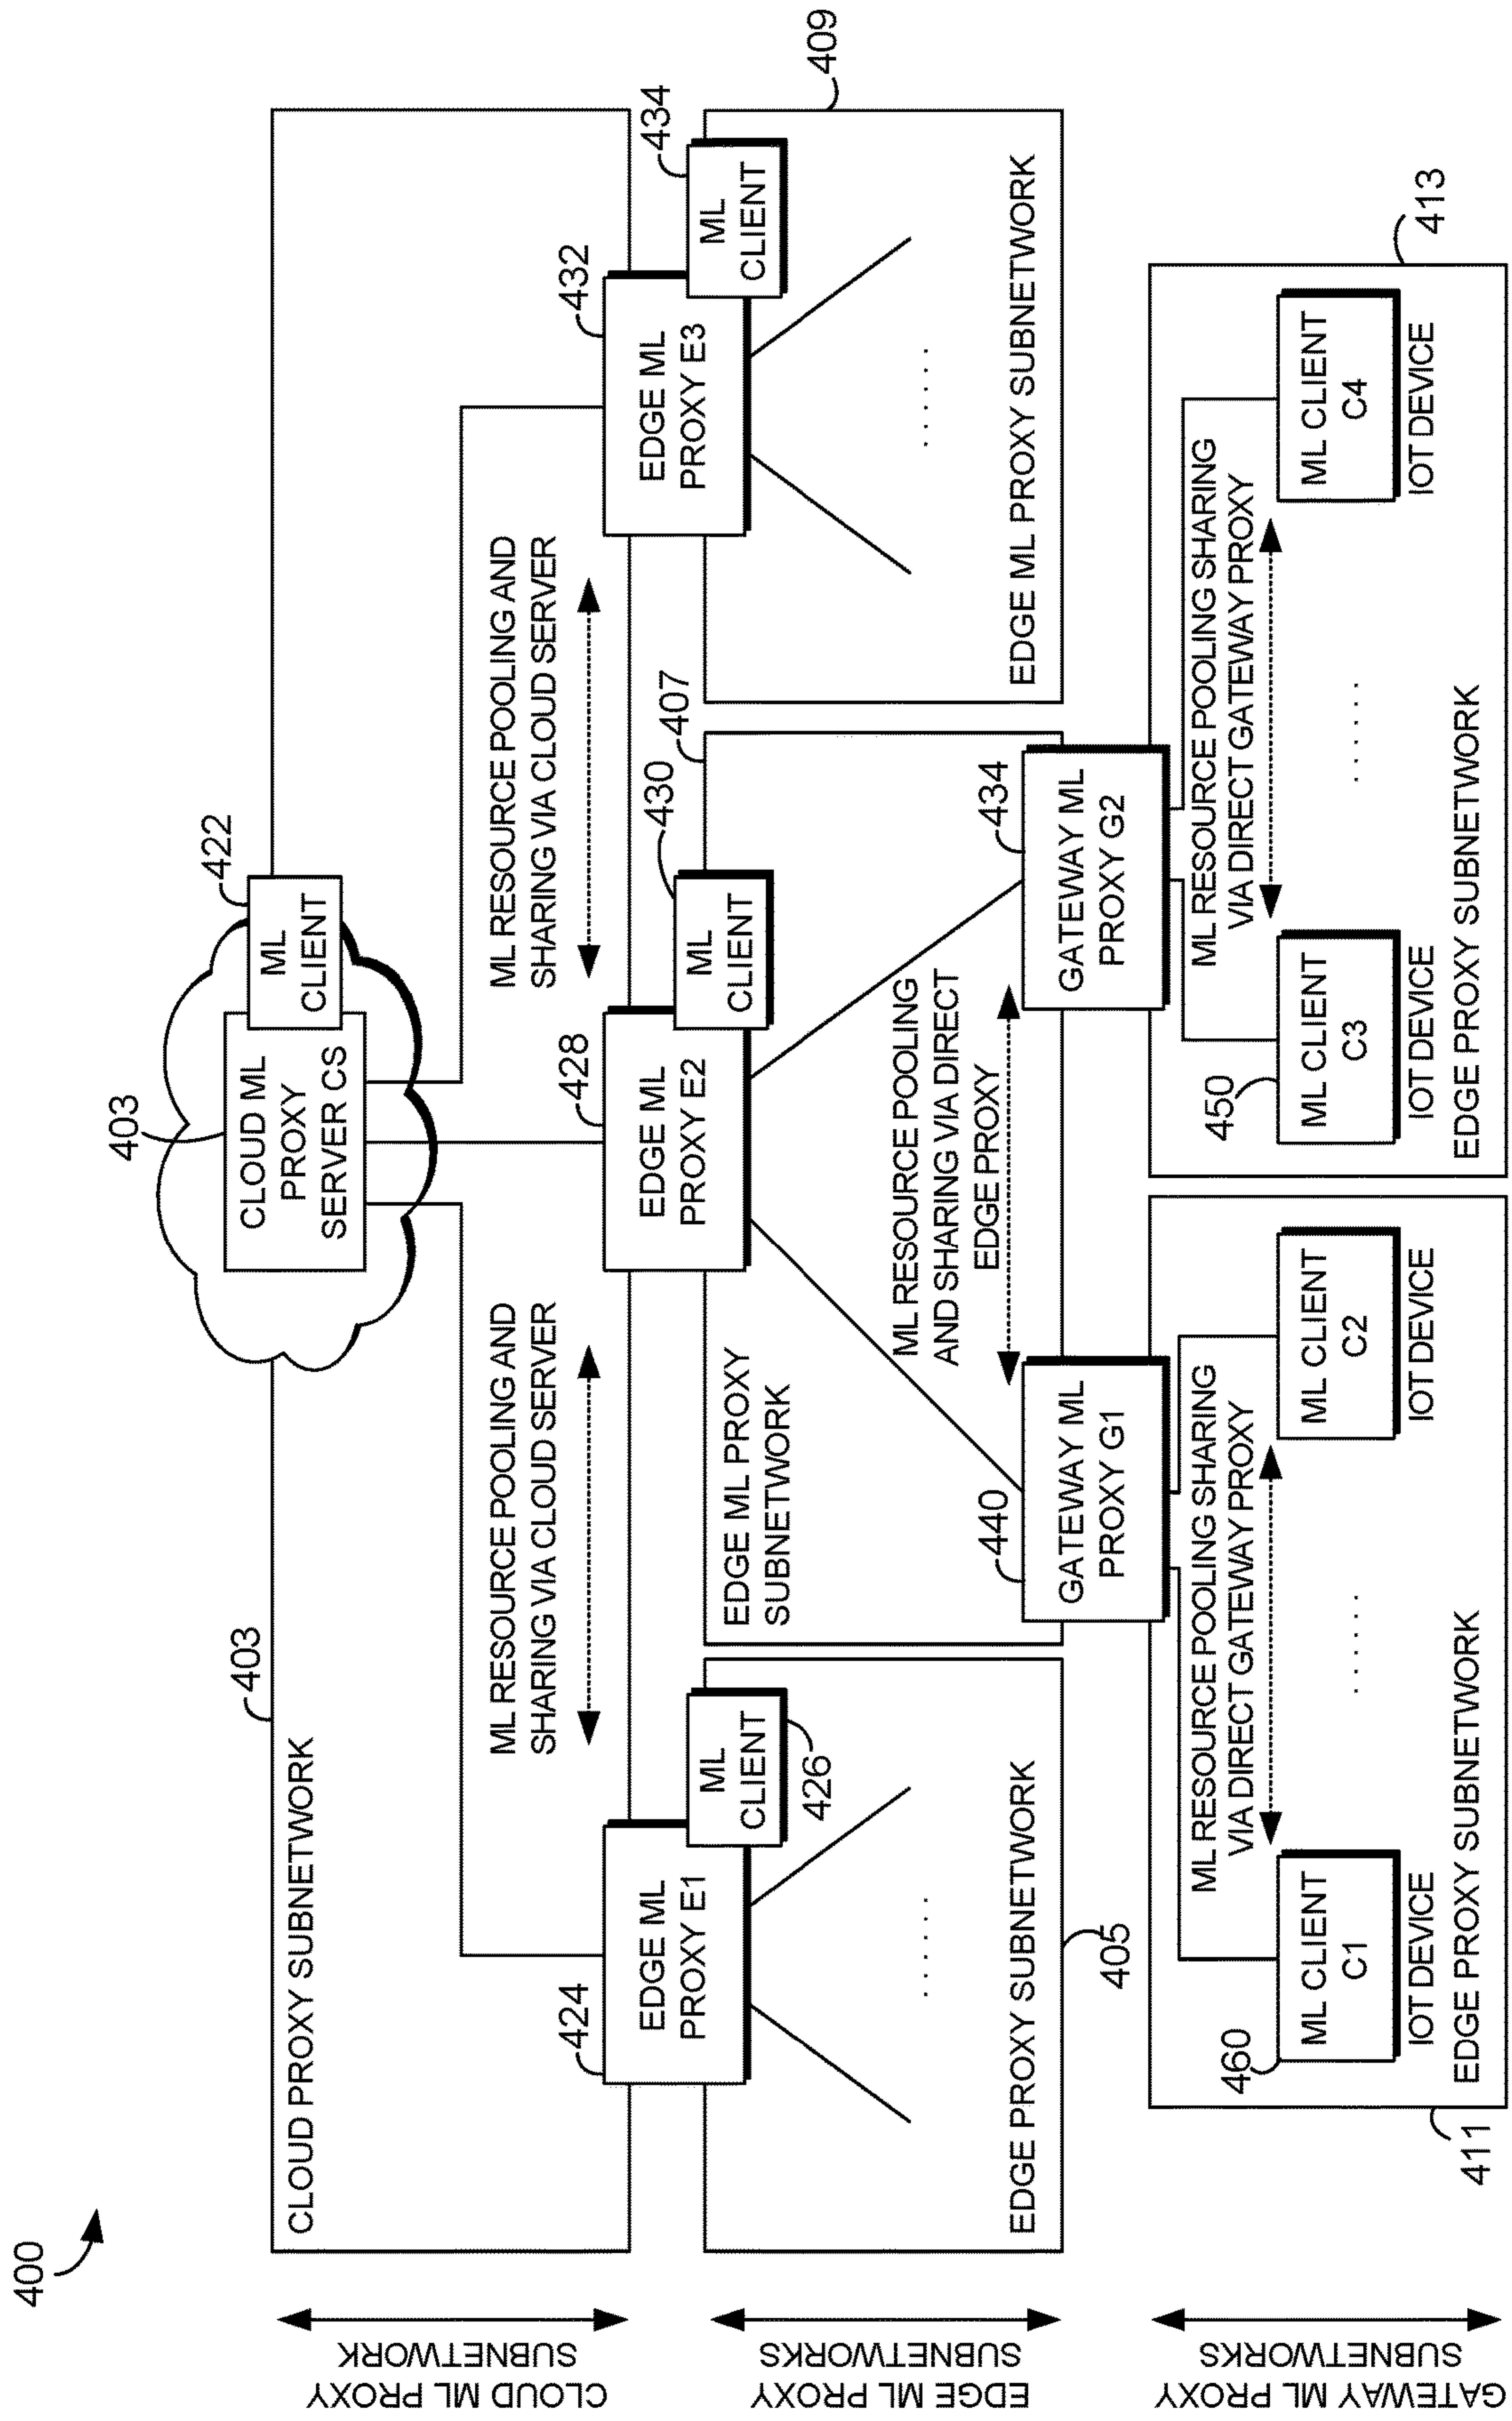 400
CLOUD ML PROXY
SUBNETWORK
EDGE ML PROXY
SUBNETWORKS
GATEWAY ML PROXY
SUBNETWORKS
CLOUD PROXY SUBNETWORK
403
403
CLOUD ML
PROXY
SERVER CS
ML
CLIENT
422
ML RESOURCE POOLING AND
SHARING VIA CLOUD SERVER
ML RESOURCE POOLING AND
SHARING VIA CLOUD SERVER
424
EDGE ML
PROXY E1
ML
CLIENT
426
. . . . . .
EDGE PROXY SUBNETWORK
405
EDGE ML PROXY
SUBNETWORK
428
EDGE ML
PROXY E2
ML
CLIENT
430
407
ML RESOURCE POOLING
AND SHARING VIA DIRECT
EDGE PROXY
432
EDGE ML
PROXY E3
ML
CLIENT
434
409
. . . . . .
EDGE ML PROXY SUBNETWORK
440
GATEWAY ML
PROXY G1
434
GATEWAY ML
PROXY G2
ML RESOURCE POOLING SHARING
VIA DIRECT GATEWAY PROXY
460
ML CLIENT
C1
IOT DEVICE
. . . . . .
ML CLIENT
C2
IOT DEVICE
EDGE PROXY SUBNETWORK
411
ML RESOURCE POOLING SHARING
VIA DIRECT GATEWAY PROXY
450
ML CLIENT
C3
IOT DEVICE
. . . . . .
ML CLIENT
C4
IOT DEVICE
EDGE PROXY SUBNETWORK
413